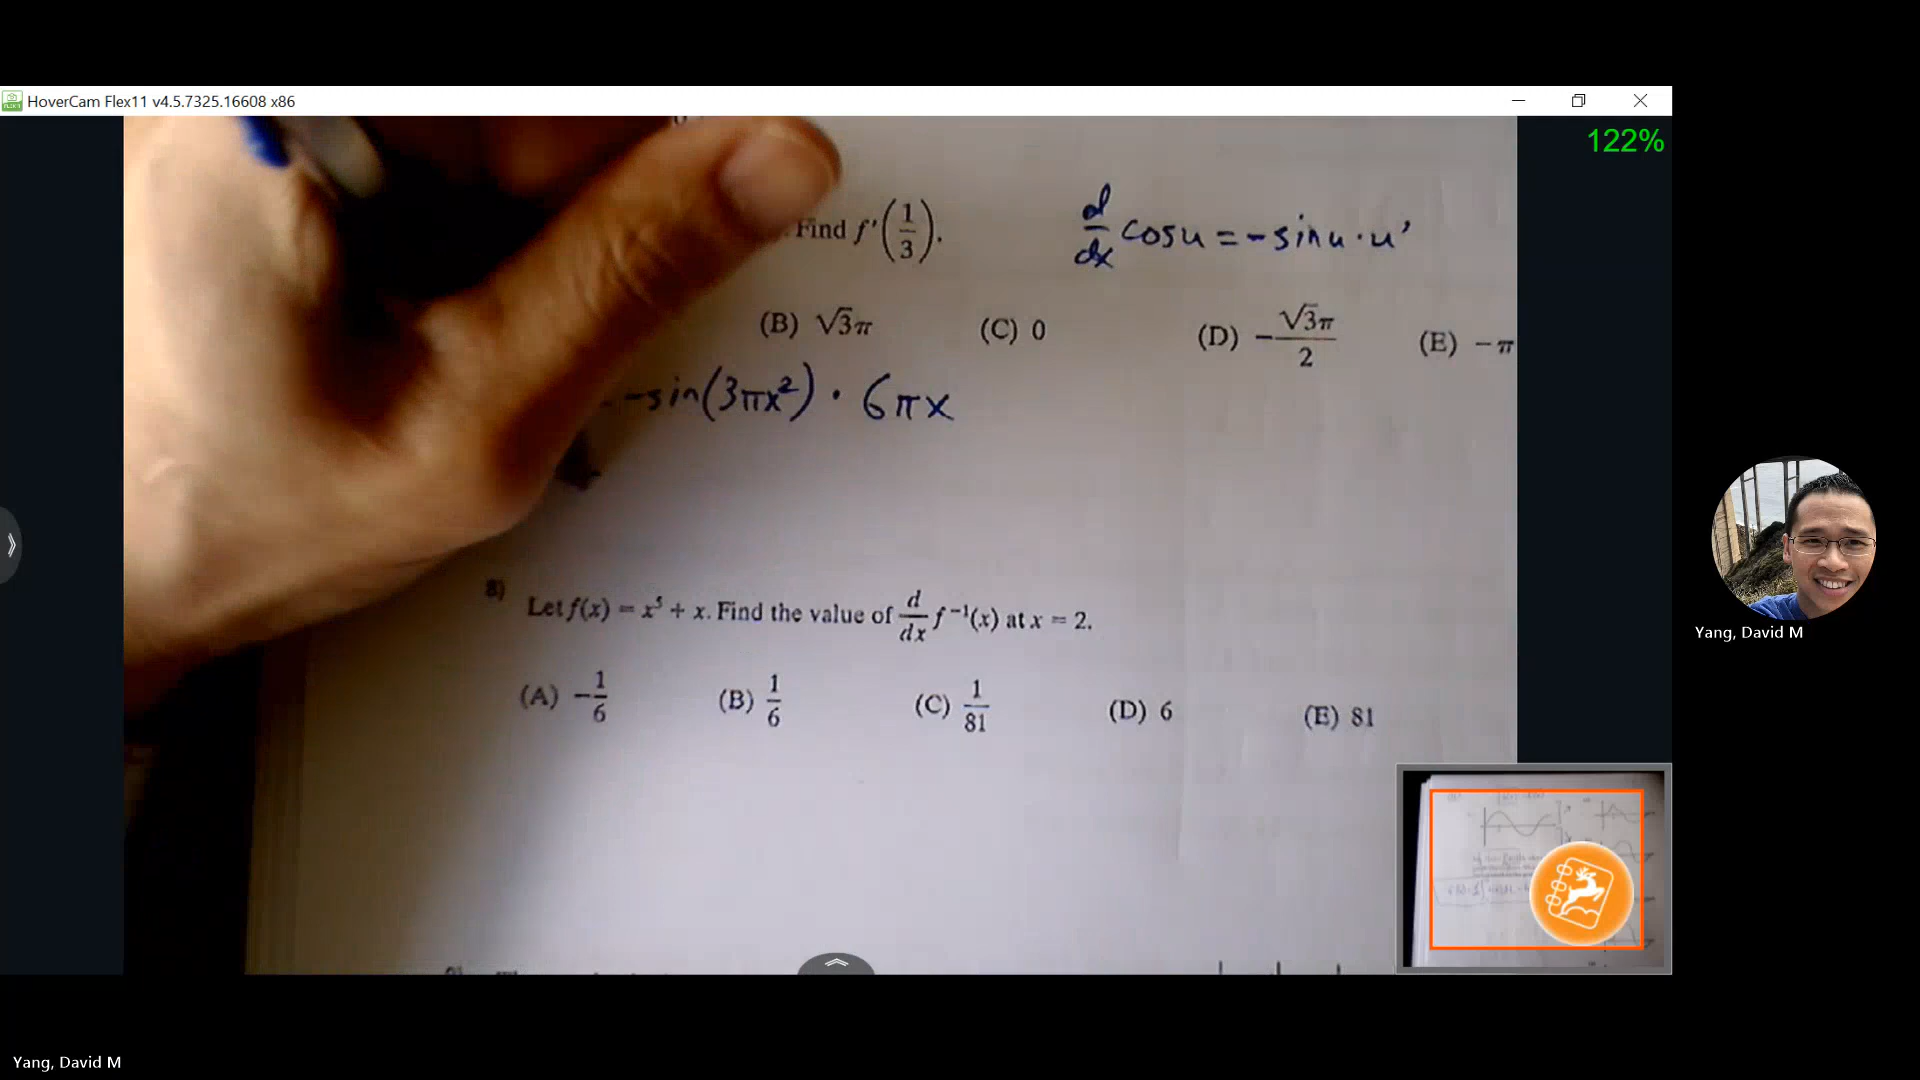 HoverCam Flex11 v4.5.7325.16608 x86
122%
Find f'(1/3).
d/dx cosu = -sinu · u'
(B) √3π (C) 0 (D) -√3π/2 (E) -π
-sin(3πx²) · 6πx
8) Let f(x) = x⁵ + x. Find the value of d/dx f⁻¹(x) at x = 2.
(A) -1/6 (B) 1/6 (C) 1/81 (D) 6 (E) 81
Yang, David M
Yang, David M